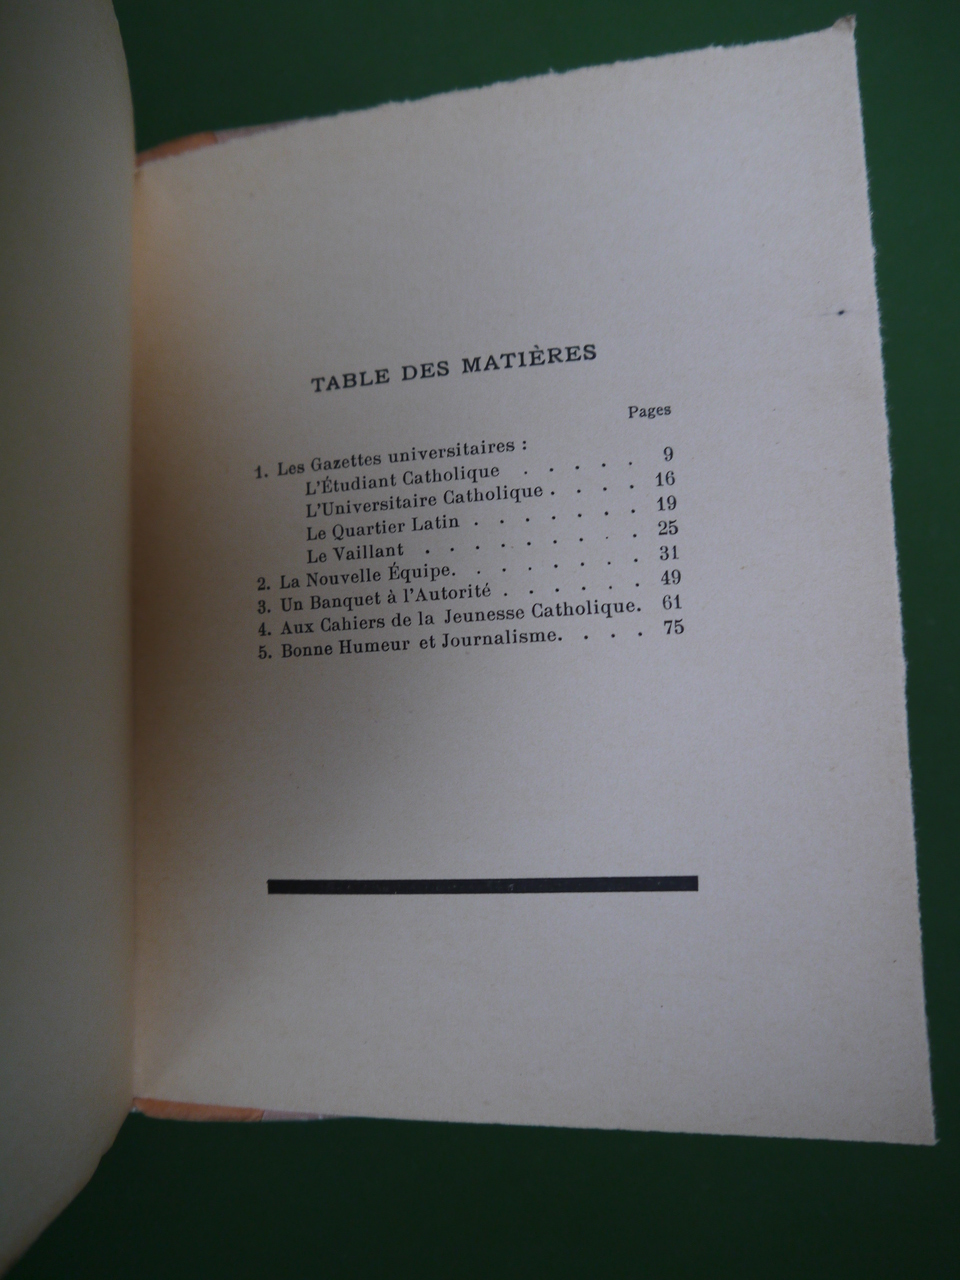 TABLE DES MATIÈRES
Pages
1. Les Gazettes universitaires :
L'Étudiant Catholique . . . . . 9
L'Universitaire Catholique . . . . 16
Le Quartier Latin . . . . . . . 19
Le Vaillant . . . . . . . . . 25
2. La Nouvelle Équipe. . . . . . . . 31
3. Un Banquet à l'Autorité . . . . . . 49
4. Aux Cahiers de la Jeunesse Catholique. 61
5. Bonne Humeur et Journalisme. . . . 75